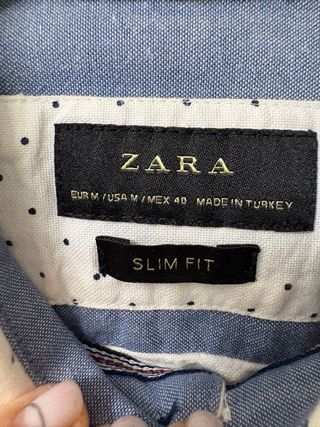 ZARA
EUR M / USA M / MEX 40 MADE IN TURKEY
SLIM FIT